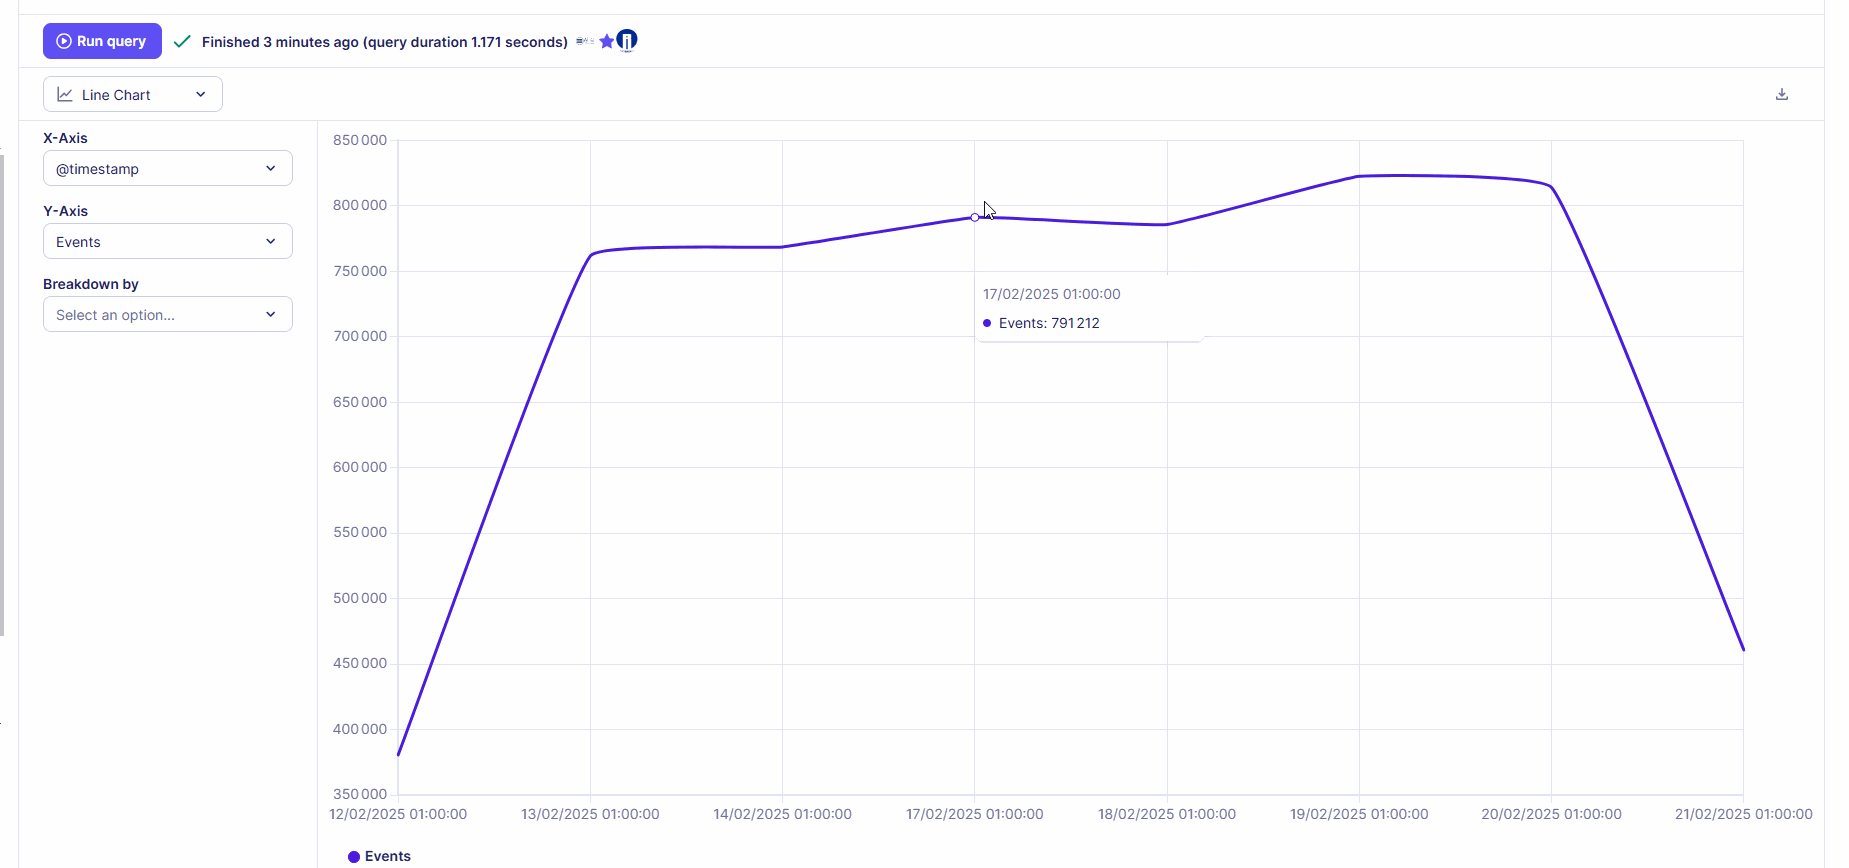 Run query
Finished 3 minutes ago (query duration 1.171 seconds)
Line Chart
X-Axis
@timestamp
Y-Axis
Events
Breakdown by
Select an option...
850 000
800 000
750 000
700 000
650 000
600 000
550 000
500 000
450 000
400 000
350 000
17/02/2025 01:00:00
Events: 791 212
12/02/2025 01:00:00 13/02/2025 01:00:00 14/02/2025 01:00:00 17/02/2025 01:00:00 18/02/2025 01:00:00 19/02/2025 01:00:00 20/02/2025 01:00:00 21/02/2025 01:00:00
Events